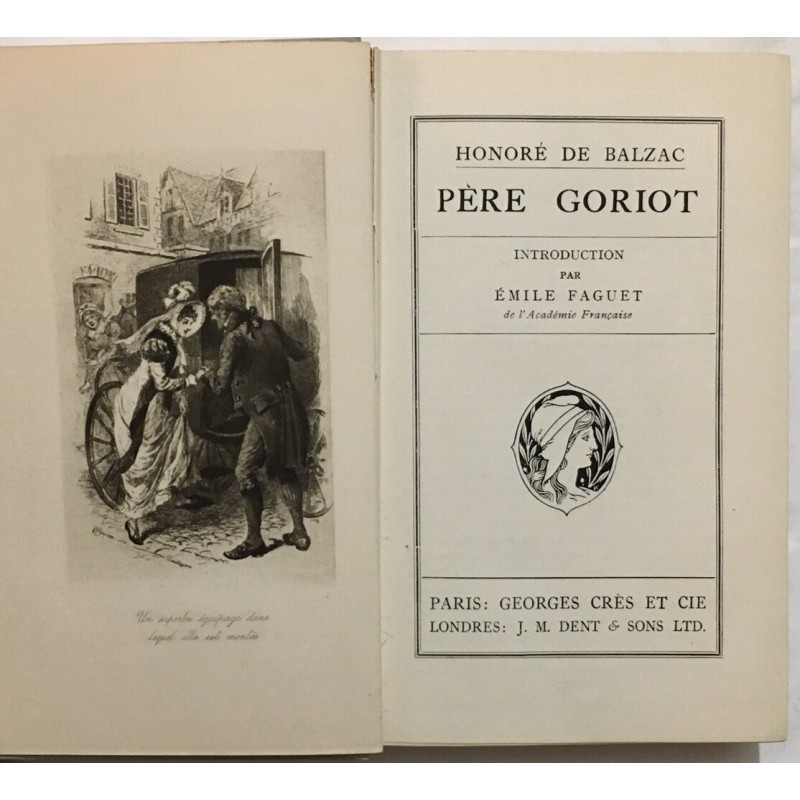 Un superbe équipage dans
lequel elle est montée
HONORÉ DE BALZAC
PÈRE GORIOT
INTRODUCTION
PAR
ÉMILE FAGUET
de l'Académie Française
PARIS: GEORGES CRÈS ET CIE
LONDRES: J. M. DENT & SONS LTD.